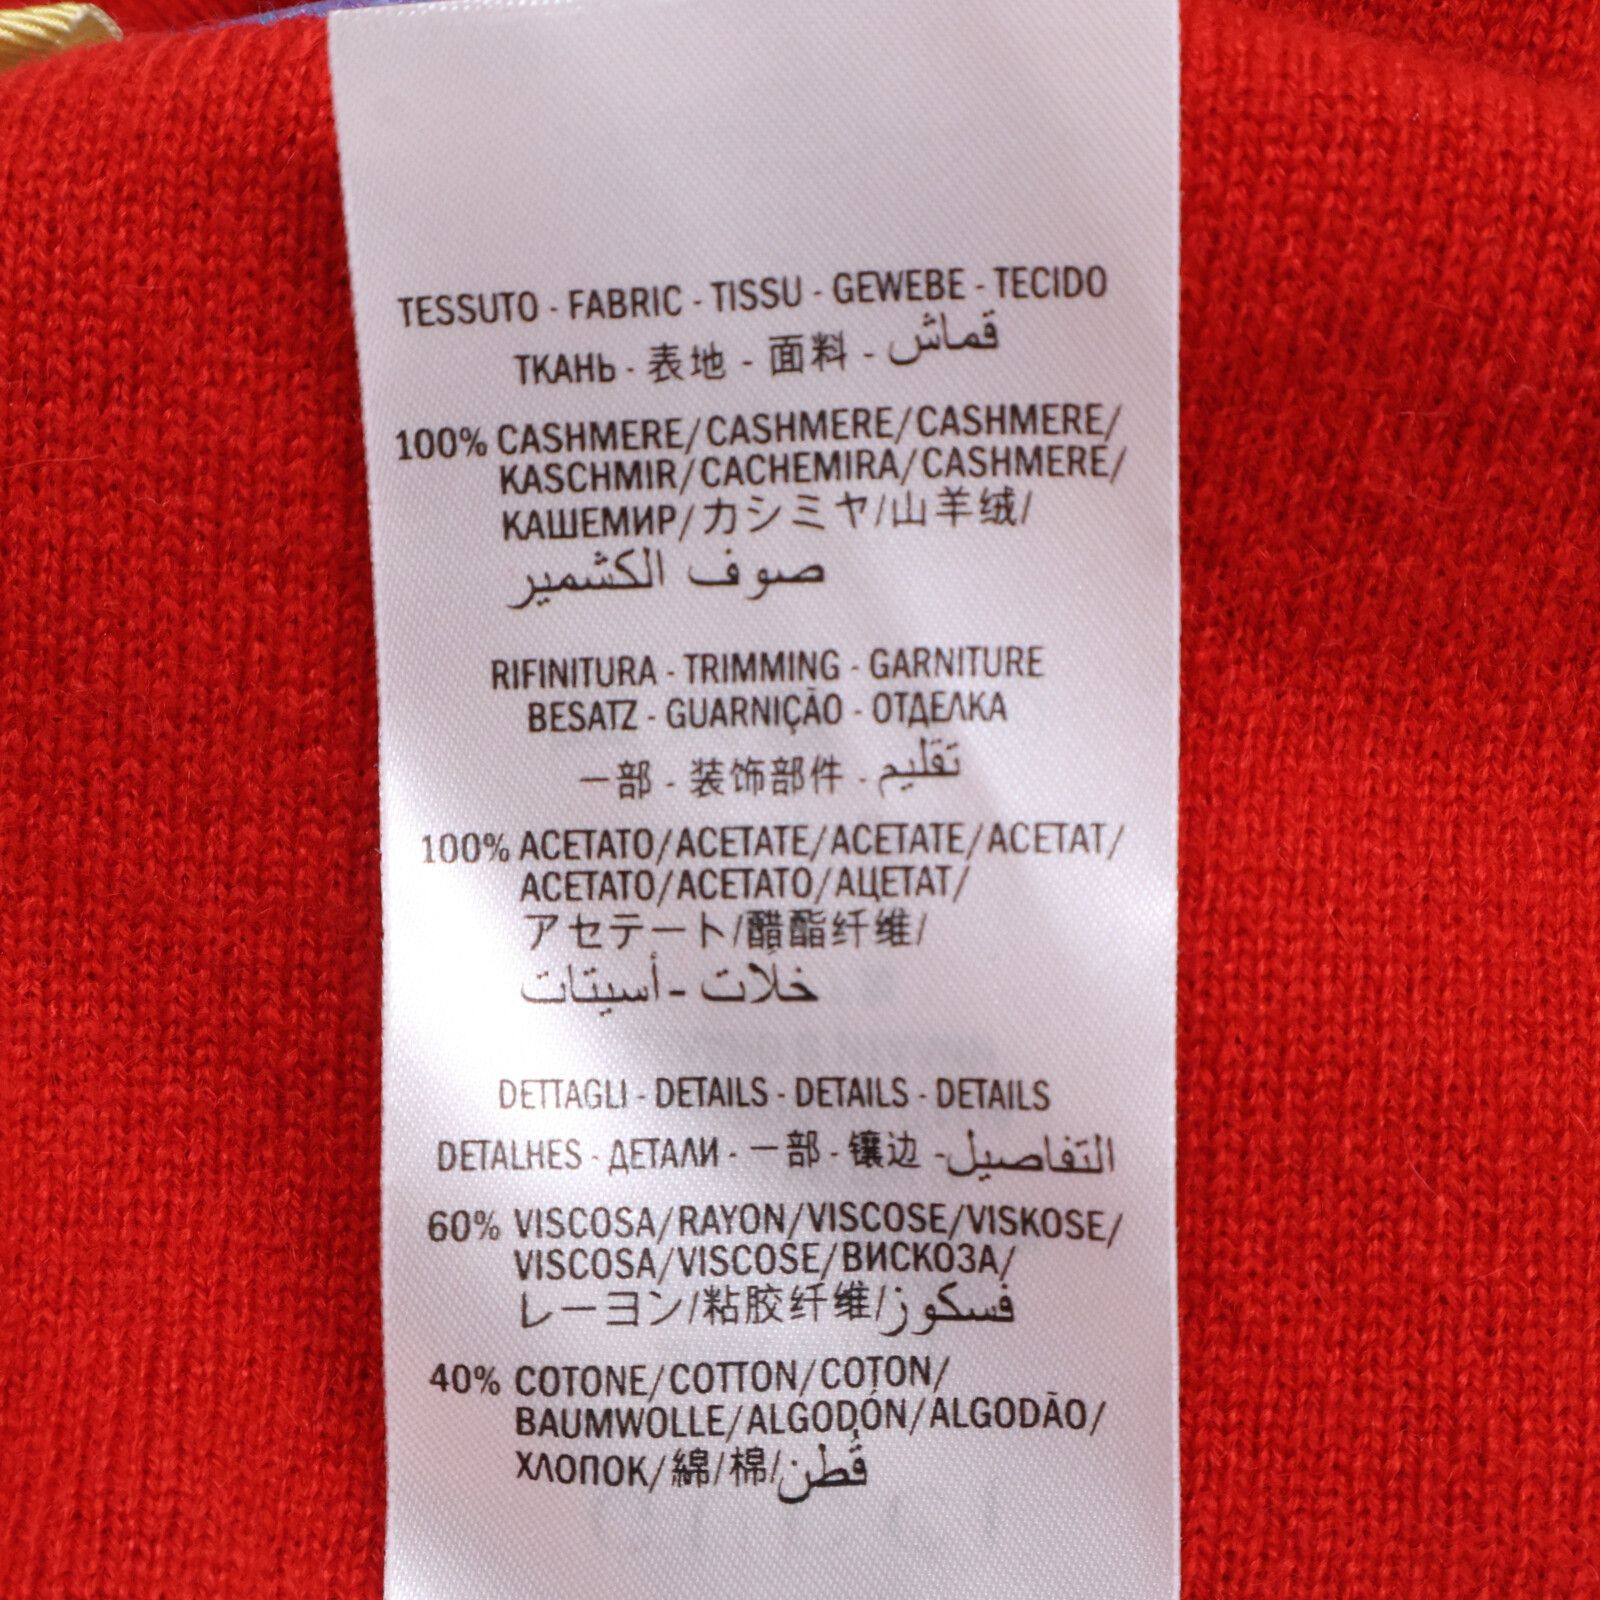 TESSUTO - FABRIC - TISSU - GEWEBE - TECIDO
ТКАНЬ - 表地 - 面料 - قماش
100% CASHMERE/CASHMERE/CASHMERE/
KASCHMIR/CACHEMIRA/CASHMERE/
КАШЕМИР/カシミヤ/山羊绒/
صوف الكشمير
RIFINITURA - TRIMMING - GARNITURE
BESATZ - GUARNIÇÃO - ОТДЕЛКА
一部 - 装饰部件 - تقليم
100% ACETATO/ACETATE/ACETATE/ACETAT/
ACETATO/ACETATO/АЦЕТАТ/
アセテート/醋酯纤维/
خلات - أسيتات
DETTAGLI - DETAILS - DETAILS - DETAILS
DETALHES - ДЕТАЛИ - 一部 - 镶边 - التفاصيل
60% VISCOSA/RAYON/VISCOSE/VISKOSE/
VISCOSA/VISCOSE/ВИСКОЗА/
レーヨン/粘胶纤维/فسكوز
40% COTONE/COTTON/COTON/
BAUMWOLLE/ALGODÓN/ALGODÃO/
ХЛОПОК/綿/棉/قطن